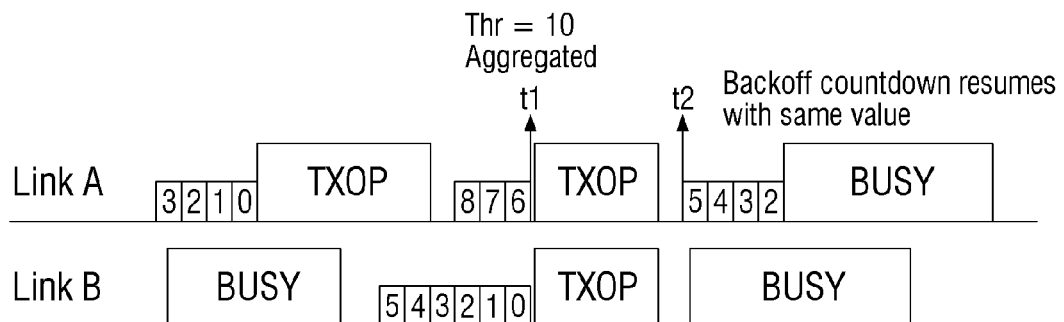 Thr = 10
Aggregated
t1
t2
Backoff countdown resumes
with same value
Link A
3 2 1 0
TXOP
8 7 6
TXOP
5 4 3 2
BUSY
Link B
BUSY
5 4 3 2 1 0
TXOP
BUSY